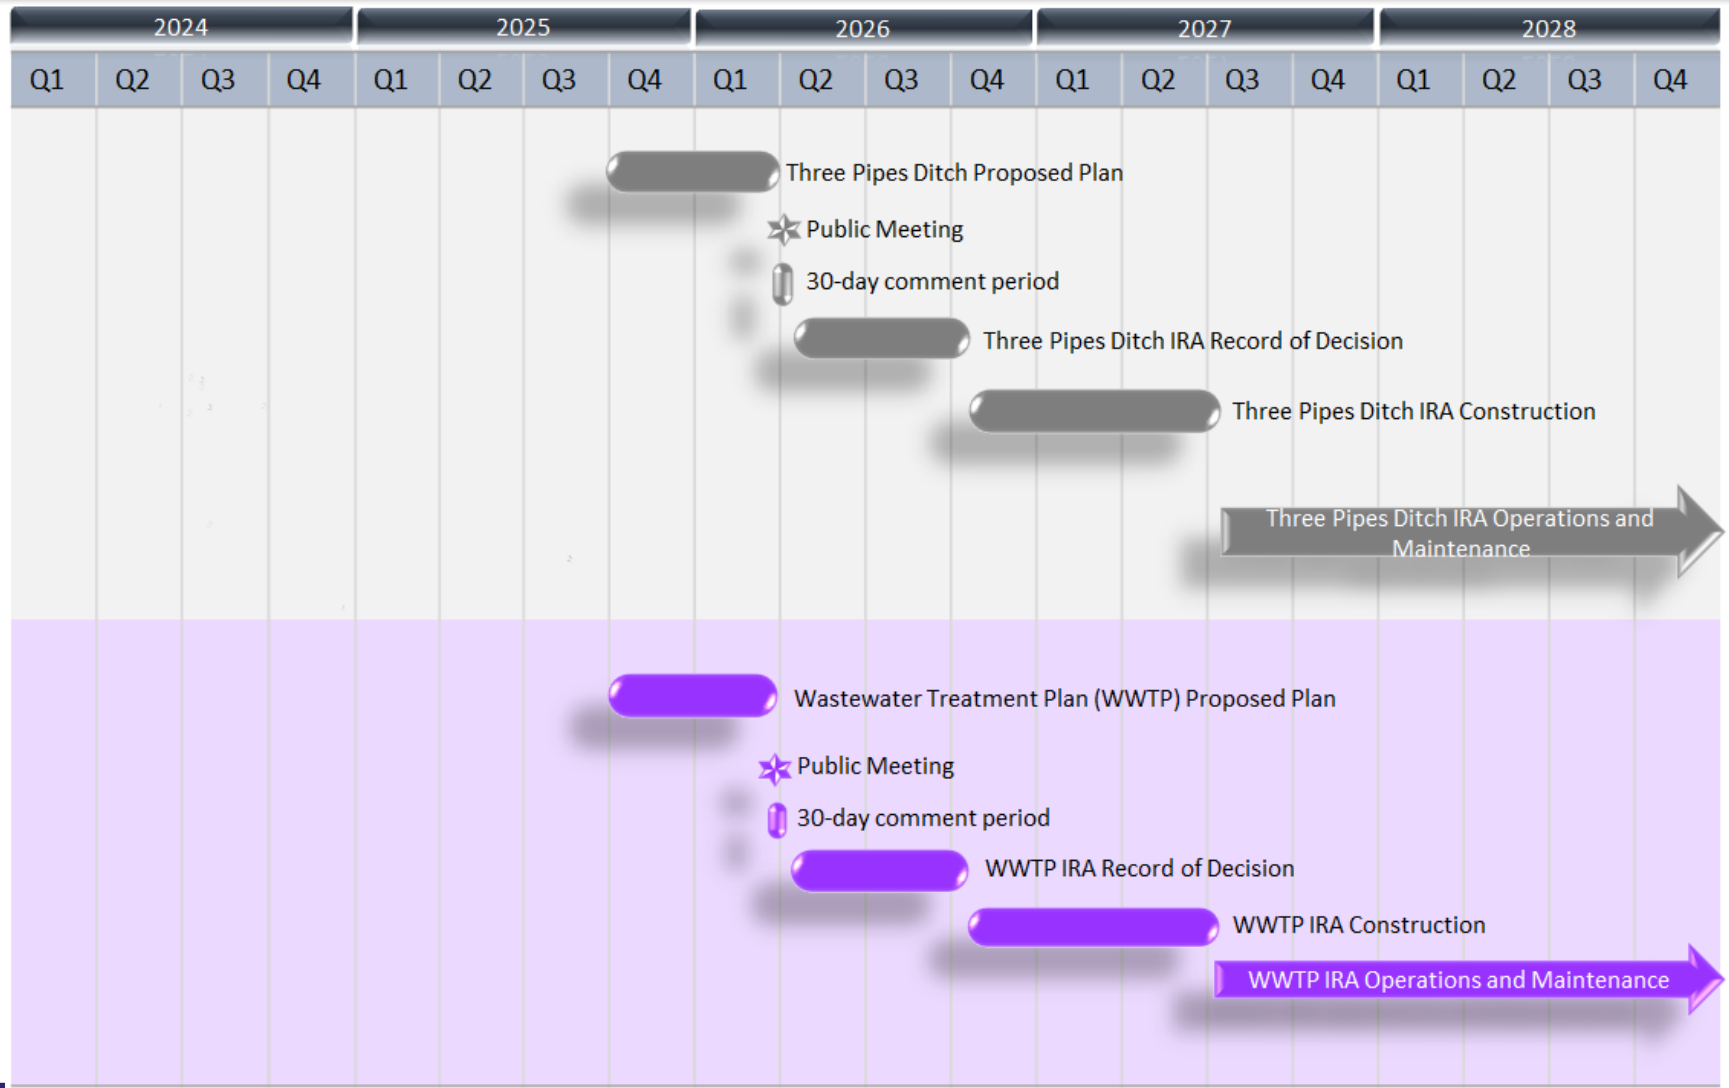 2024 2025 2026 2027 2028
Q1 Q2 Q3 Q4 Q1 Q2 Q3 Q4 Q1 Q2 Q3 Q4 Q1 Q2 Q3 Q4 Q1 Q2 Q3 Q4
Three Pipes Ditch Proposed Plan
Public Meeting
30-day comment period
Three Pipes Ditch IRA Record of Decision
Three Pipes Ditch IRA Construction
Three Pipes Ditch IRA Operations and
Maintenance
Wastewater Treatment Plan (WWTP) Proposed Plan
Public Meeting
30-day comment period
WWTP IRA Record of Decision
WWTP IRA Construction
WWTP IRA Operations and Maintenance